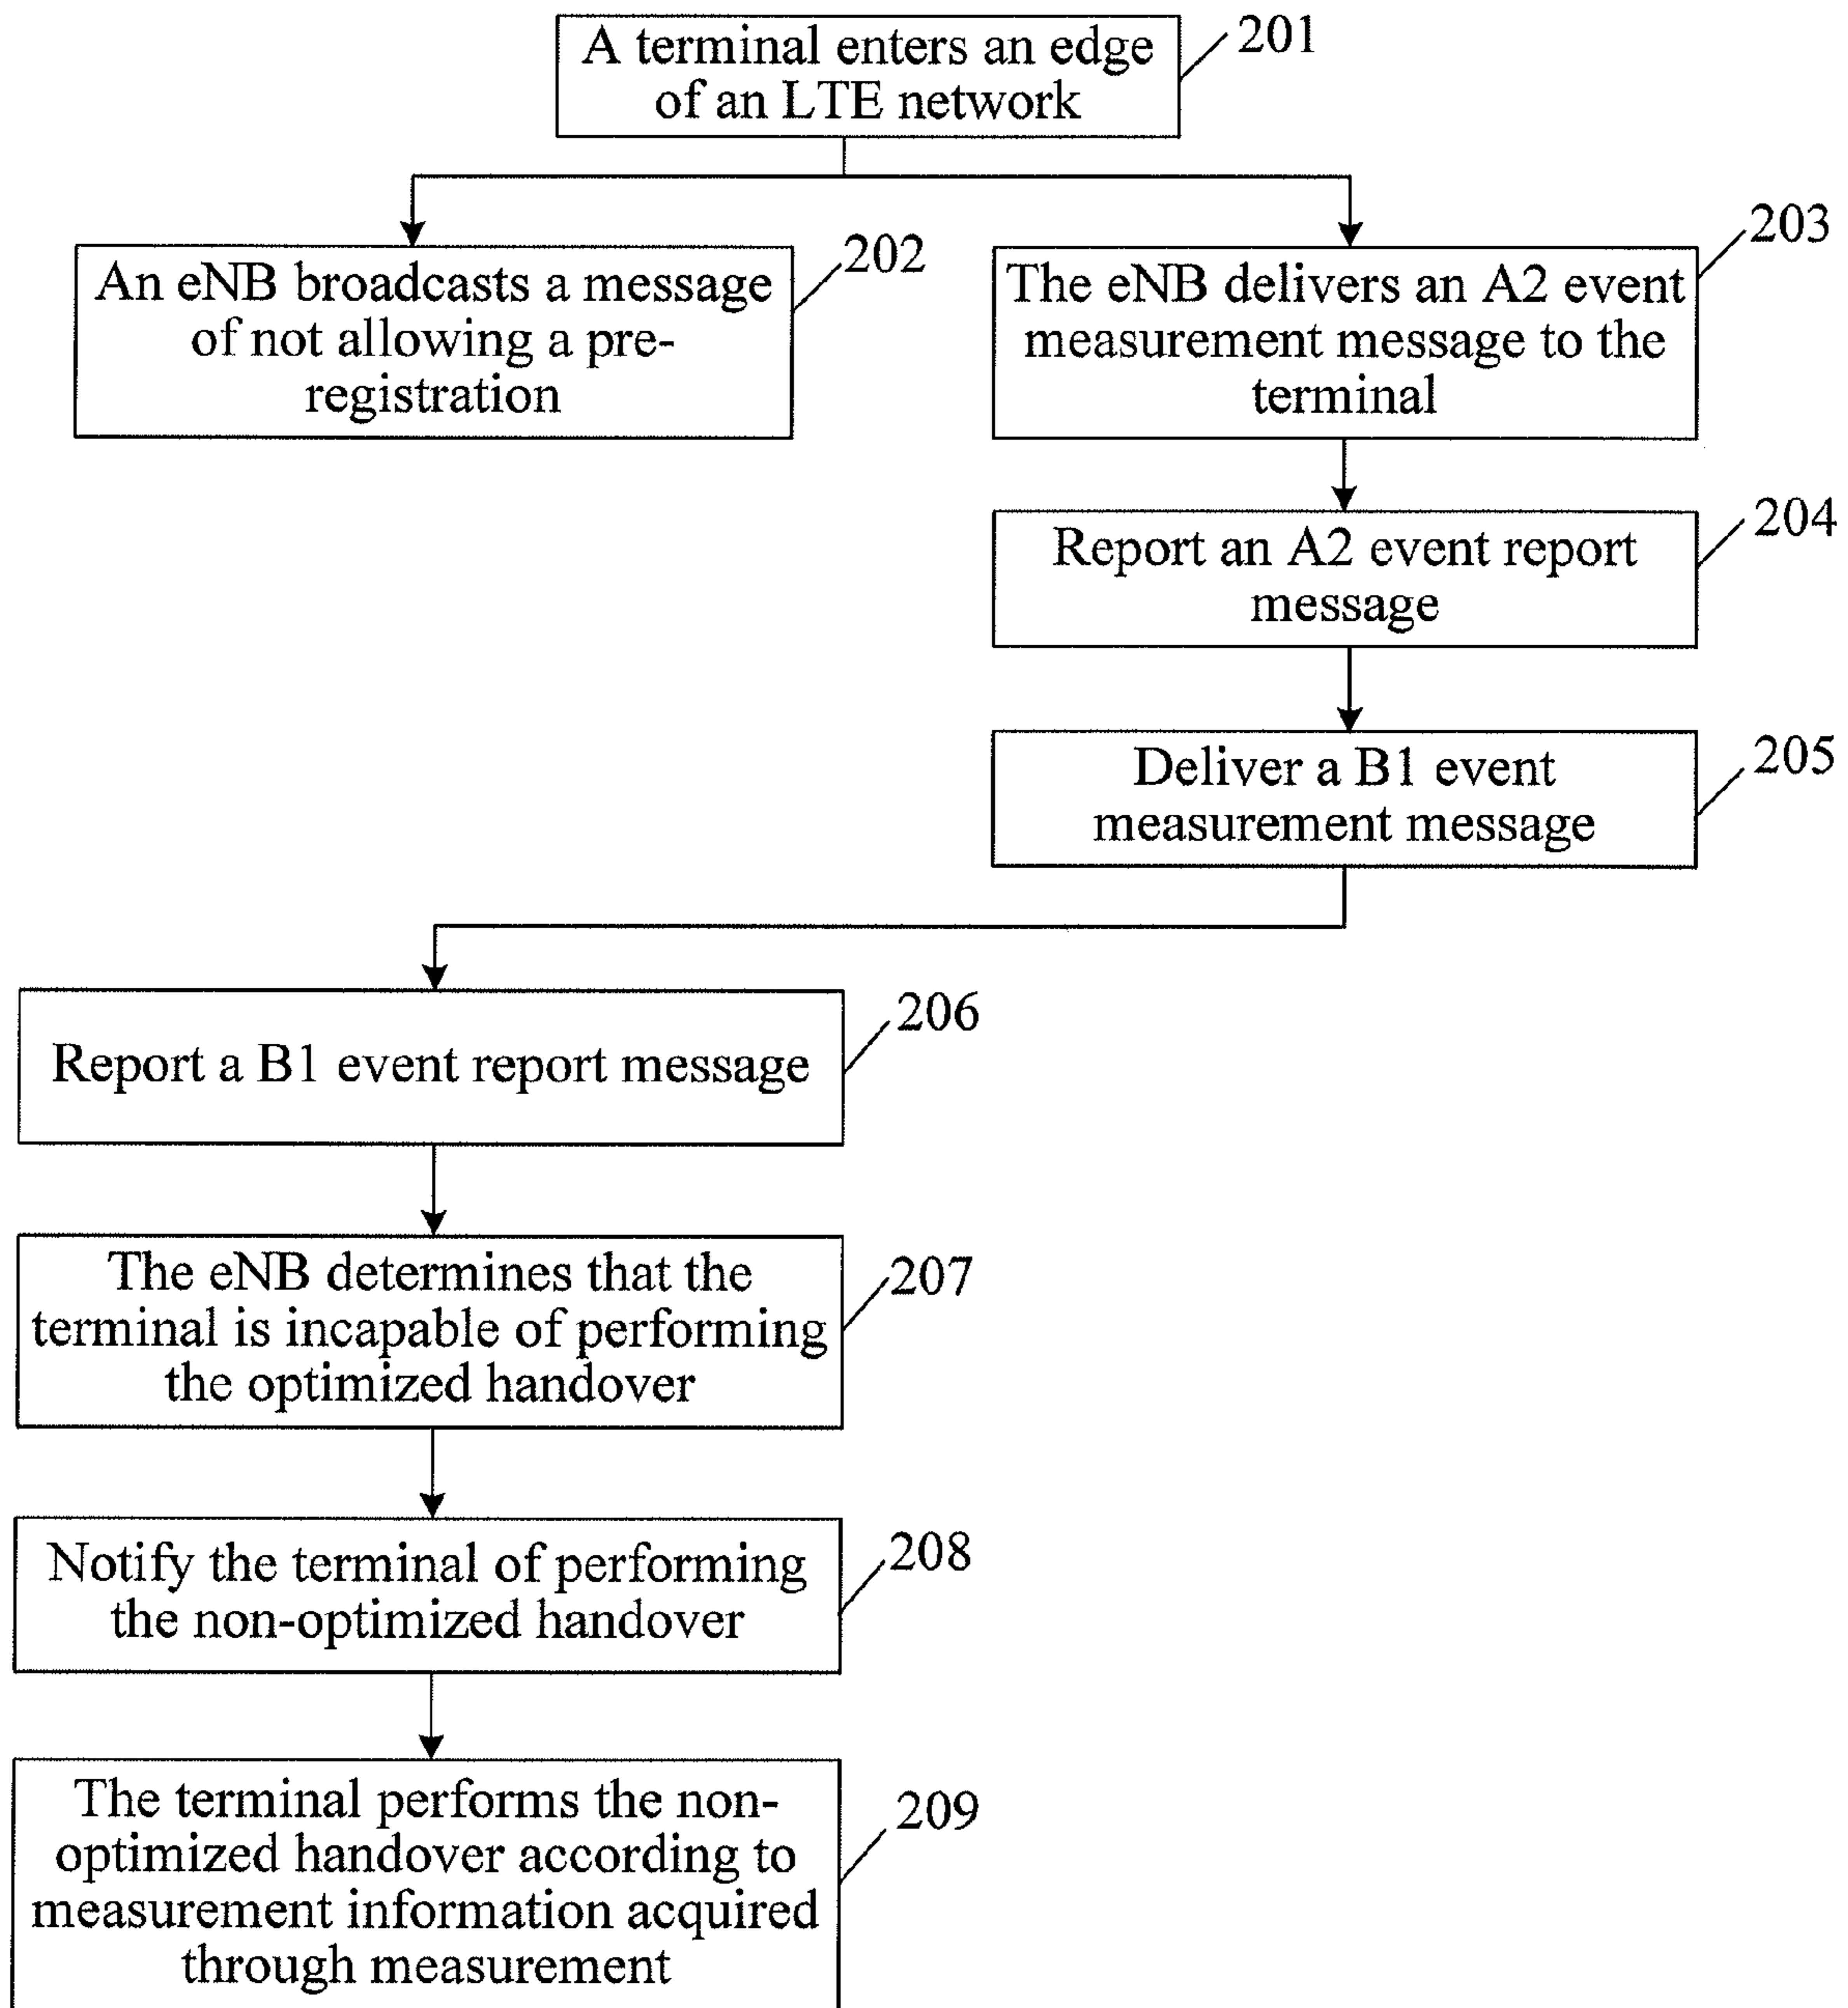 A terminal enters an edge
of an LTE network
201
An eNB broadcasts a message
of not allowing a pre-
registration
202
The eNB delivers an A2 event
measurement message to the
terminal
203
Report an A2 event report
message
204
Deliver a B1 event
measurement message
205
Report a B1 event report message
206
The eNB determines that the
terminal is incapable of performing
the optimized handover
207
Notify the terminal of performing
the non-optimized handover
208
The terminal performs the non-
optimized handover according to
measurement information acquired
through measurement
209